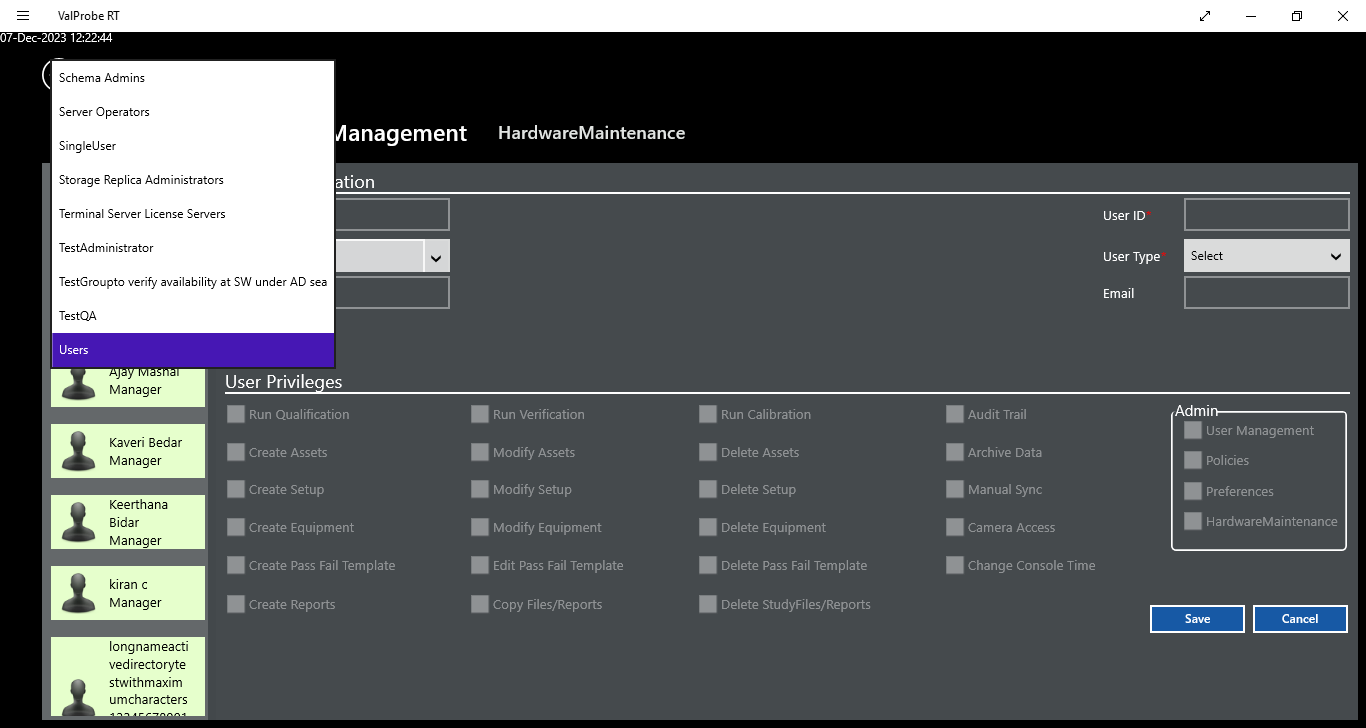 ValProbe RT
07-Dec-2023 12:22:44
Schema Admins
Server Operators
SingleUser
Storage Replica Administrators
Terminal Server License Servers
TestAdministrator
TestGroupto verify availability at SW under AD sea
TestQA
Users
Management
HardwareMaintenance
ation
User ID*
User Type*
Select
Email
Ajay Mashal
Manager
Kaveri Bedar
Manager
Keerthana
Bidar
Manager
kiran c
Manager
longnameacti
vedirectoryte
stwithmaxim
umcharacters
User Privileges
Run Qualification
Run Verification
Run Calibration
Audit Trail
Create Assets
Modify Assets
Delete Assets
Archive Data
Create Setup
Modify Setup
Delete Setup
Manual Sync
Create Equipment
Modify Equipment
Delete Equipment
Camera Access
Create Pass Fail Template
Edit Pass Fail Template
Delete Pass Fail Template
Change Console Time
Create Reports
Copy Files/Reports
Delete StudyFiles/Reports
Admin
User Management
Policies
Preferences
HardwareMaintenance
Save
Cancel